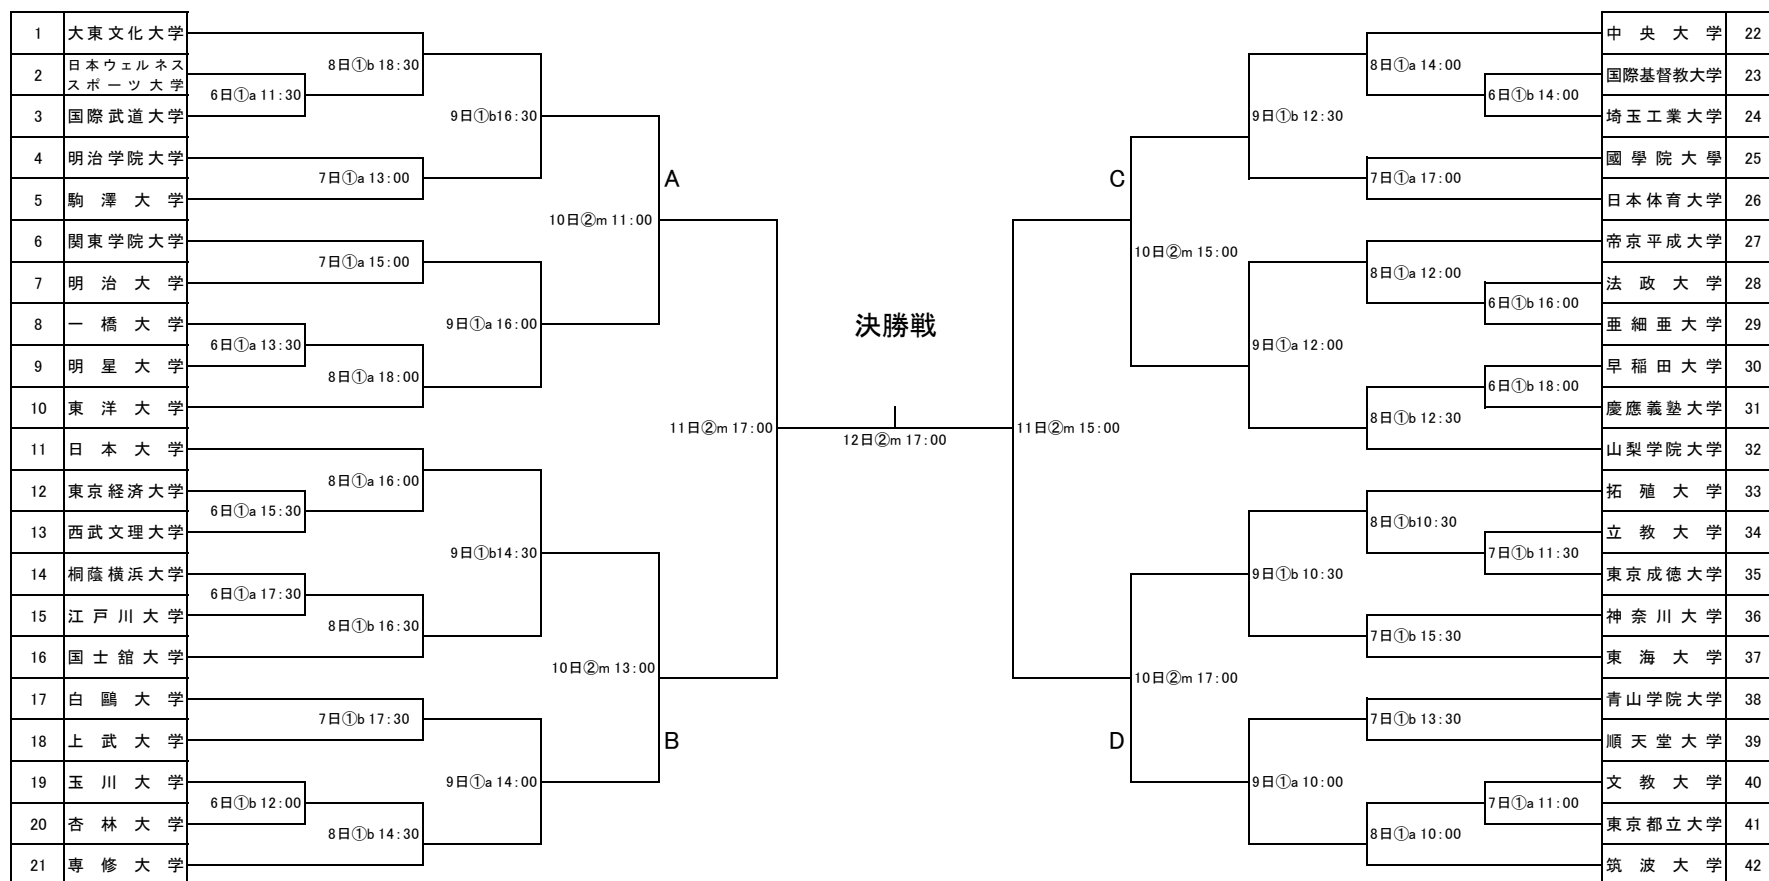 1 大東文化大学
2 日本ウェルネス
スポーツ大学
3 国際武道大学
4 明治学院大学
5 駒澤大学
6 関東学院大学
7 明治大学
8 一橋大学
9 明星大学
10 東洋大学
11 日本大学
12 東京経済大学
13 西武文理大学
14 桐蔭横浜大学
15 江戸川大学
16 国士舘大学
17 白鷗大学
18 上武大学
19 玉川大学
20 杏林大学
21 専修大学
6日①a 11:30
6日①a 13:30
6日①a 15:30
6日①a 17:30
6日①b 12:00
8日①b 18:30
7日①a 13:00
7日①a 15:00
8日①a 18:00
8日①a 16:00
8日①b 16:30
7日①b 17:30
8日①b 14:30
9日①b16:30
9日①a 16:00
9日①b14:30
9日①a 14:00
A
10日②m 11:00
10日②m 13:00
B
11日②m 17:00
決勝戦
12日②m 17:00
11日②m 15:00
C
10日②m 15:00
10日②m 17:00
D
9日①b 12:30
9日①a 12:00
9日①b 10:30
9日①a 10:00
8日①a 14:00
7日①a 17:00
8日①a 12:00
8日①b 12:30
8日①b10:30
7日①b 15:30
7日①b 13:30
8日①a 10:00
6日①b 14:00
6日①b 16:00
6日①b 18:00
7日①b 11:30
7日①a 11:00
中央大学 22
国際基督教大学 23
埼玉工業大学 24
國學院大學 25
日本体育大学 26
帝京平成大学 27
法政大学 28
亜細亜大学 29
早稲田大学 30
慶應義塾大学 31
山梨学院大学 32
拓殖大学 33
立教大学 34
東京成徳大学 35
神奈川大学 36
東海大学 37
青山学院大学 38
順天堂大学 39
文教大学 40
東京都立大学 41
筑波大学 42